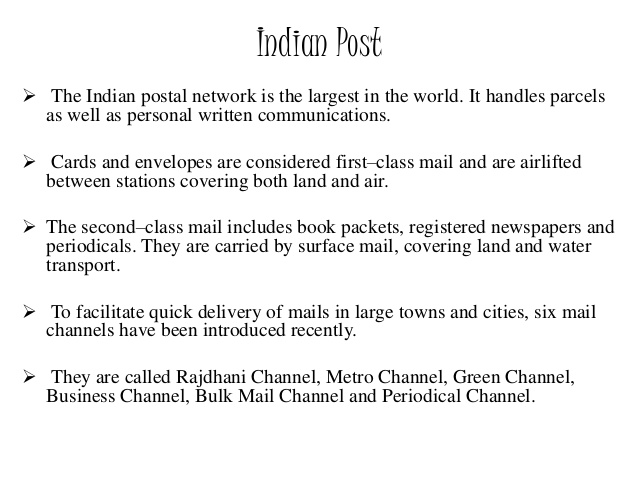 Indian Post
➢ The Indian postal network is the largest in the world. It handles parcels
as well as personal written communications.
➢ Cards and envelopes are considered first–class mail and are airlifted
between stations covering both land and air.
➢ The second–class mail includes book packets, registered newspapers and
periodicals. They are carried by surface mail, covering land and water
transport.
➢ To facilitate quick delivery of mails in large towns and cities, six mail
channels have been introduced recently.
➢ They are called Rajdhani Channel, Metro Channel, Green Channel,
Business Channel, Bulk Mail Channel and Periodical Channel.